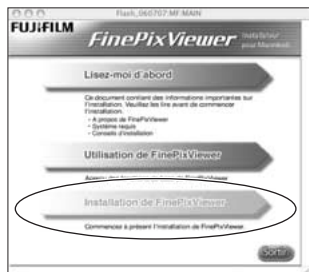 Flash_060707.MF.MAIN
FUJIFILM
FinePixViewer
Installateur
pour Macintosh
Lisez-moi d'abord
Ce document contient des informations importantes sur
l'installation. Veuillez les lire avant de commencer
l'installation.
- A propos de FinePixViewer
- Système requis
- Conseils d'installation
Utilisation de FinePixViewer
Installation de FinePixViewer
Commencez à présent l'installation de FinePixViewer.
Sortir